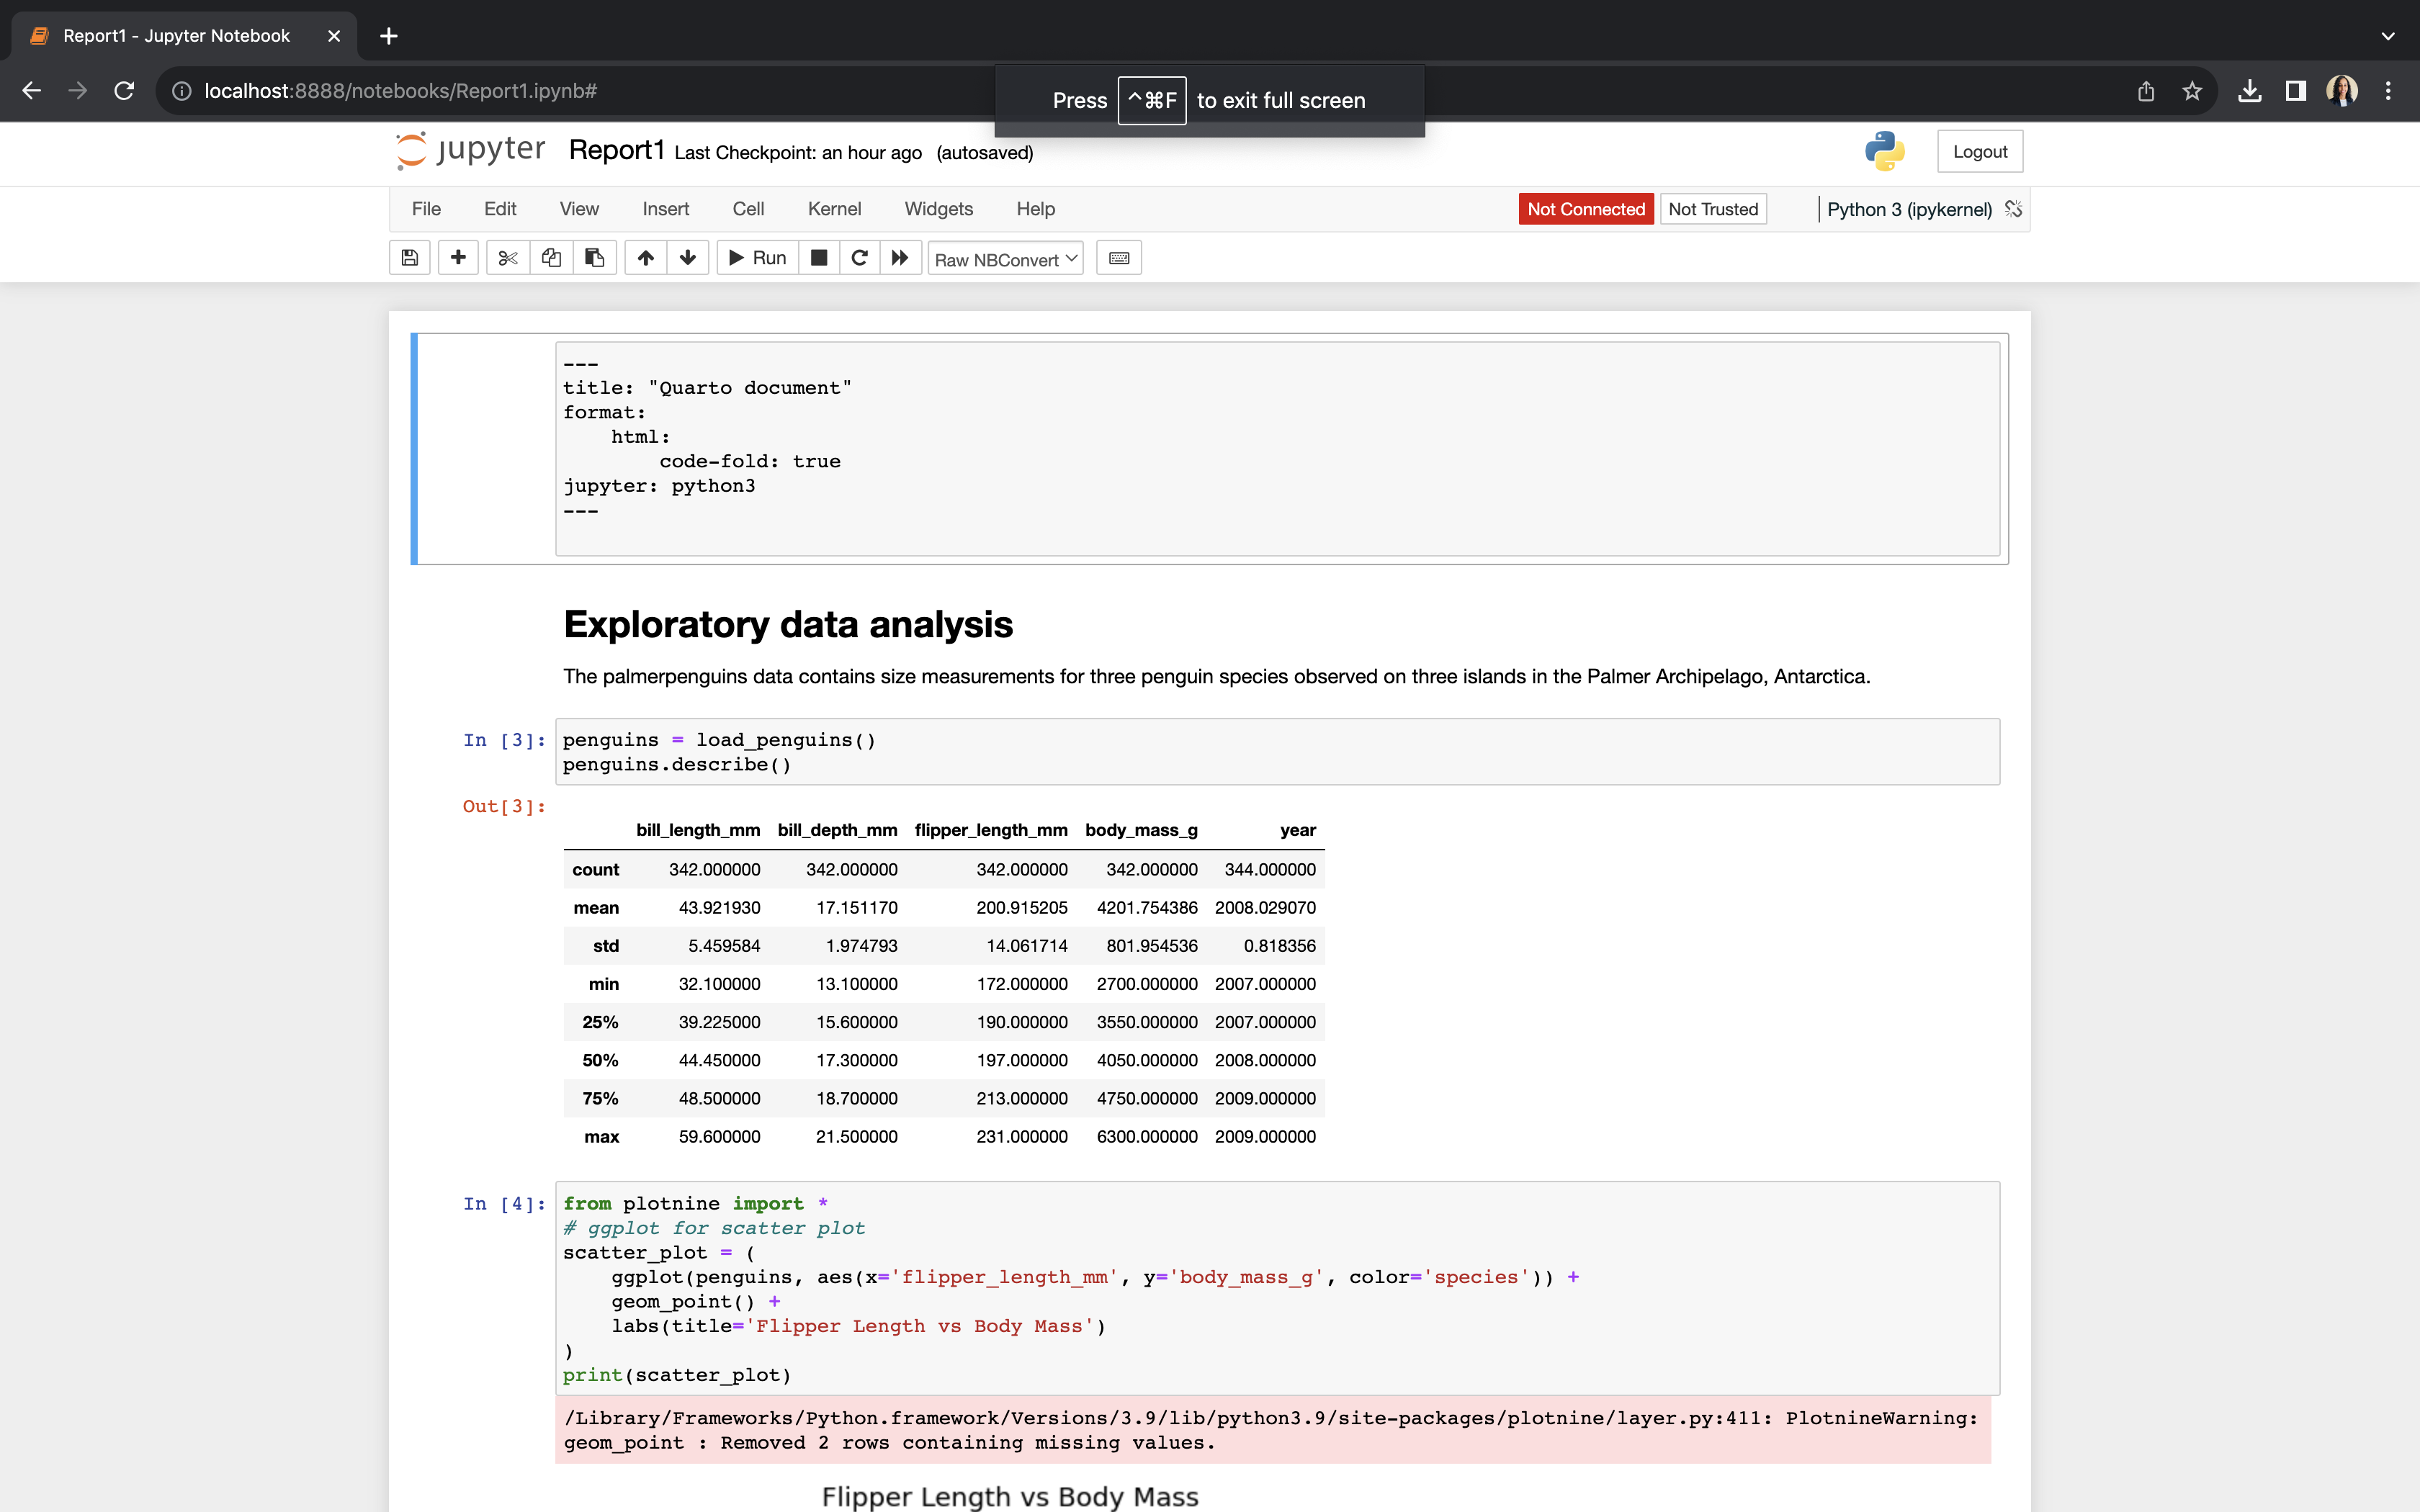 Report1 - Jupyter Notebook
localhost:8888/notebooks/Report1.ipynb#
Press ^⌘F to exit full screen
jupyter Report1 Last Checkpoint: an hour ago (autosaved)
Logout
File Edit View Insert Cell Kernel Widgets Help
Not Connected Not Trusted Python 3 (ipykernel)
Run Raw NBConvert
---
title: "Quarto document"
format:
    html:
        code-fold: true
jupyter: python3
---
Exploratory data analysis
The palmerpenguins data contains size measurements for three penguin species observed on three islands in the Palmer Archipelago, Antarctica.
In [3]: penguins = load_penguins()
penguins.describe()
Out[3]:
bill_length_mm bill_depth_mm flipper_length_mm body_mass_g year
count 342.000000 342.000000 342.000000 342.000000 344.000000
mean 43.921930 17.151170 200.915205 4201.754386 2008.029070
std 5.459584 1.974793 14.061714 801.954536 0.818356
min 32.100000 13.100000 172.000000 2700.000000 2007.000000
25% 39.225000 15.600000 190.000000 3550.000000 2007.000000
50% 44.450000 17.300000 197.000000 4050.000000 2008.000000
75% 48.500000 18.700000 213.000000 4750.000000 2009.000000
max 59.600000 21.500000 231.000000 6300.000000 2009.000000
In [4]: from plotnine import *
# ggplot for scatter plot
scatter_plot = (
    ggplot(penguins, aes(x='flipper_length_mm', y='body_mass_g', color='species')) +
    geom_point() +
    labs(title='Flipper Length vs Body Mass')
)
print(scatter_plot)
/Library/Frameworks/Python.framework/Versions/3.9/lib/python3.9/site-packages/plotnine/layer.py:411: PlotnineWarning:
geom_point : Removed 2 rows containing missing values.
Flipper Length vs Body Mass